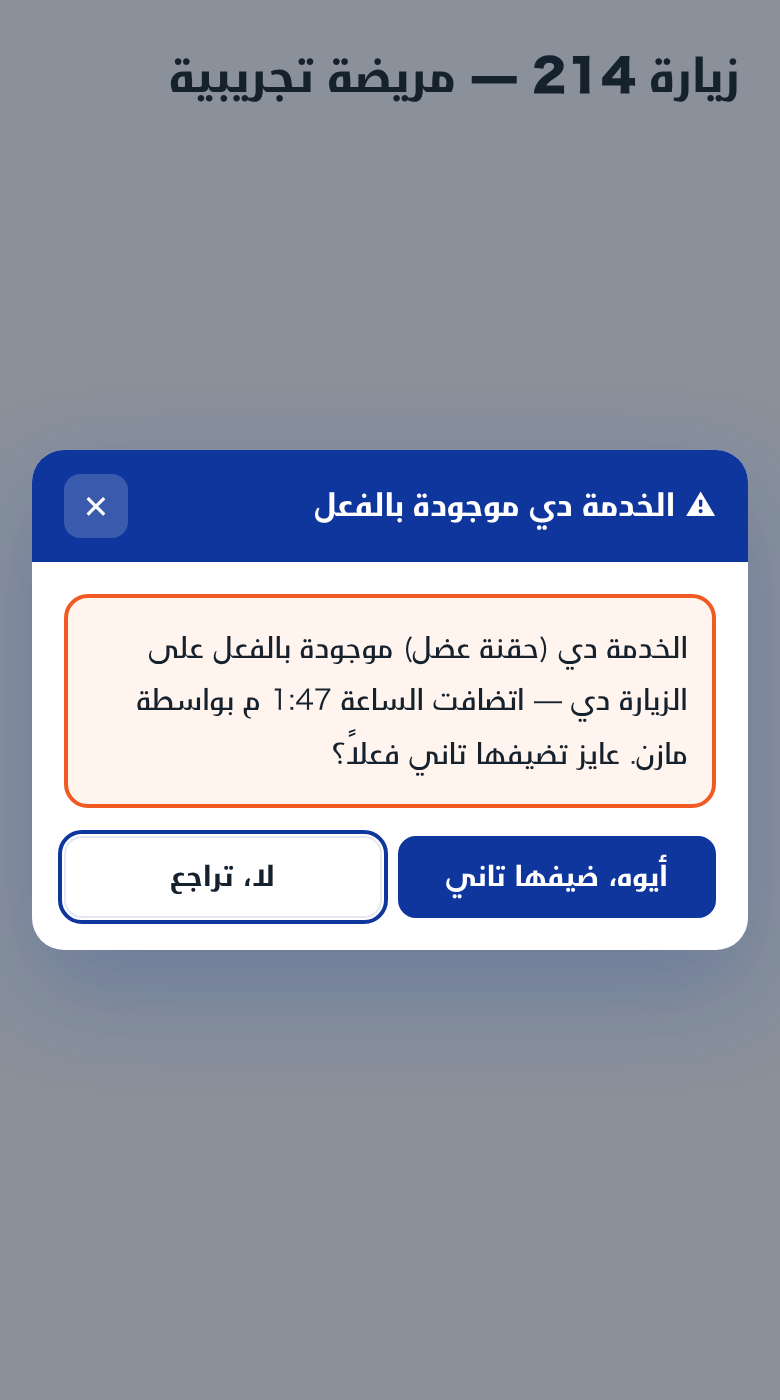 زيارة 214 — مريضة تجريبية
⚠ الخدمة دي موجودة بالفعل
✕
الخدمة دي (حقنة عضل) موجودة بالفعل على
الزيارة دي — اتضافت الساعة 1:47 م بواسطة
مازن. عايز تضيفها تاني فعلاً؟
أيوه، ضيفها تاني
لا، تراجع